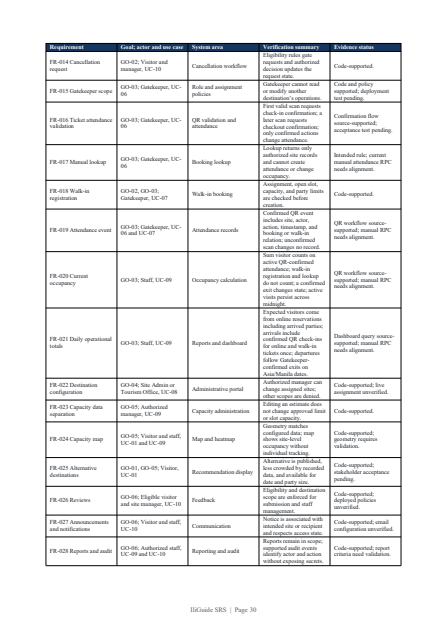 Requirement Goal; actor and use case System area Verification summary Evidence status
FR-014 Cancellation
request
GO-02; Visitor and
manager, UC-10
Cancellation workflow
Eligibility rules gate
requests and authorized
decision updates the
request state.
Code-supported.
FR-015 Gatekeeper scope
GO-03; Gatekeeper, UC-
06
Role and assignment
policies
Gatekeeper cannot read
or modify another
destination's operations.
Code and policy
supported; deployment
test pending.
FR-016 Ticket attendance
validation
GO-03; Gatekeeper, UC-
06
QR validation and
attendance
First valid scan requests
check-in confirmation; a
later scan requests
checkout confirmation;
only confirmed actions
change attendance.
Confirmation flow
source-supported;
acceptance test pending.
FR-017 Manual lookup
GO-03; Gatekeeper, UC-
06
Booking lookup
Lookup returns only
authorized site records
and cannot create
attendance or change
occupancy.
Intended rule; current
manual attendance RPC
needs alignment.
FR-018 Walk-in
registration
GO-02, GO-03;
Gatekeeper, UC-07
Walk-in booking
Assignment, open slot,
capacity, and party limits
are checked before
creation.
Code-supported.
FR-019 Attendance event
GO-03; Gatekeeper, UC-
06 and UC-07
Attendance records
Confirmed QR event
includes site, actor,
action, timestamp, and
booking or walk-in
relation; unconfirmed
scan changes no record.
QR workflow source-
supported; manual RPC
needs alignment.
FR-020 Current
occupancy
GO-03; Staff, UC-09
Occupancy calculation
Sum visitor counts on
active QR-confirmed
attendance; walk-in
registration and lookup
do not count; a confirmed
exit changes state; active
visits persist across
midnight.
QR workflow source-
supported; manual RPC
needs alignment.
FR-021 Daily operational
totals
GO-03; Staff, UC-09
Reports and dashboard
Expected visitors come
from online reservations
including arrived parties;
arrivals include
confirmed QR check-ins
for online and walk-in
tickets once; departures
follow Gatekeeper-
confirmed exits on
Asia/Manila dates.
Dashboard query source-
supported; manual RPC
needs alignment.
FR-022 Destination
configuration
GO-04; Site Admin or
Tourism Office, UC-08
Administrative portal
Authorized manager can
change assigned sites;
other scopes are denied.
Code-supported; live
assignment unverified.
FR-023 Capacity data
separation
GO-05; Authorized
manager, UC-09
Capacity administration
Editing an estimate does
not change approved limit
or slot capacity.
Code-supported.
FR-024 Capacity map
GO-05; Visitor and staff,
UC-01 and UC-09
Map and heatmap
Geometry matches
configured data; map
shows site-level
occupancy without
individual tracking.
Code-supported;
geometry requires
validation.
FR-025 Alternative
destinations
GO-01, GO-05; Visitor,
UC-01
Recommendation display
Alternative is published,
less crowded by recorded
data, and available for
date and party size.
Code-supported;
stakeholder acceptance
pending.
FR-026 Reviews
GO-06; Eligible visitor
and site manager, UC-10
Feedback
Eligibility and destination
scope are enforced for
submission and staff
management.
Code-supported;
deployed policies
unverified.
FR-027 Announcements
and notifications
GO-06; Visitor and staff,
UC-10
Communication
Notice is associated with
intended site or recipient
and respects access state.
Code-supported; email
configuration unverified.
FR-028 Reports and audit
GO-06; Authorized staff,
UC-09 and UC-10
Reporting and audit
Reports remain in scope;
supported audit events
identify actor and action
without exposing secrets.
Code-supported; report
criteria need validation.
IliGuide SRS | Page 30